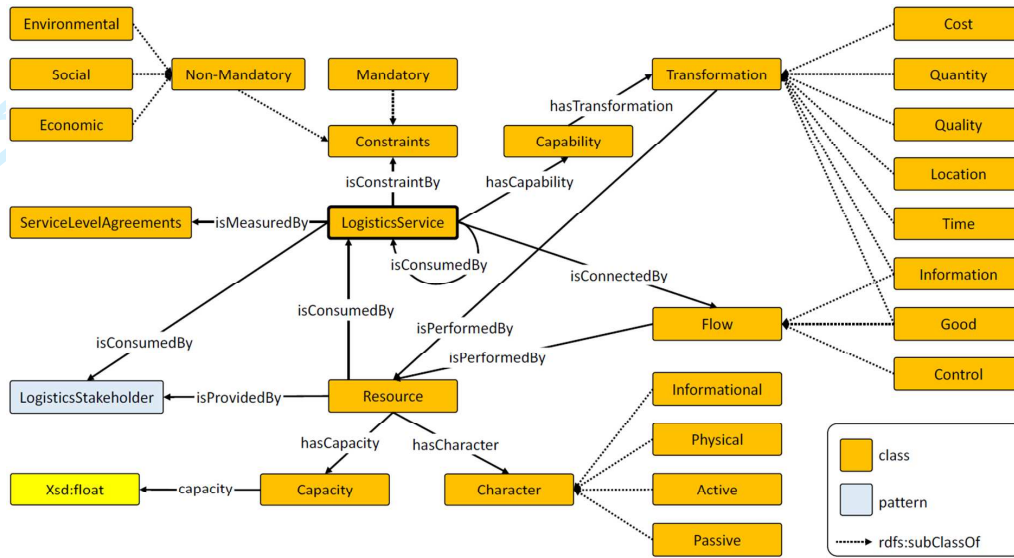 Environmental
Cost
Social
Non-Mandatory
Mandatory
Transformation
Quantity
hasTransformation
Economic
Constraints
Capability
Quality
isConstraintBy
hasCapability
Location
ServiceLevelAgreements
isMeasuredBy
LogisticsService
Time
isConsumedBy
isConnectedBy
Information
isConsumedBy
isPerformedBy
Flow
Good
isConsumedBy
isPerformedBy
Control
LogisticsStakeholder
isProvidedBy
Resource
Informational
hasCapacity
hasCharacter
Physical
class
Xsd:float
capacity
Capacity
Character
Active
pattern
Passive
rdfs:subClassOf